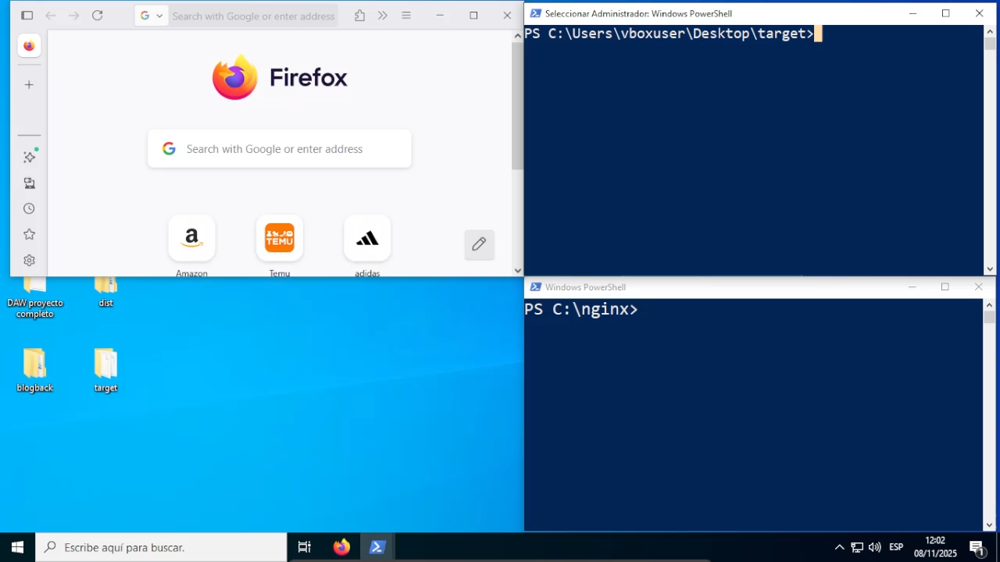 Search with Google or enter address
Firefox
Search with Google or enter address
a
TEMU
Amazon
Temu
adidas
Seleccionar Administrador: Windows PowerShell
PS C:\Users\vboxuser\Desktop\target>
Windows PowerShell
PS C:\nginx>
DAW proyecto
completo
dist
blogback
target
Escribe aquí para buscar.
ESP
12:02
08/11/2025
1